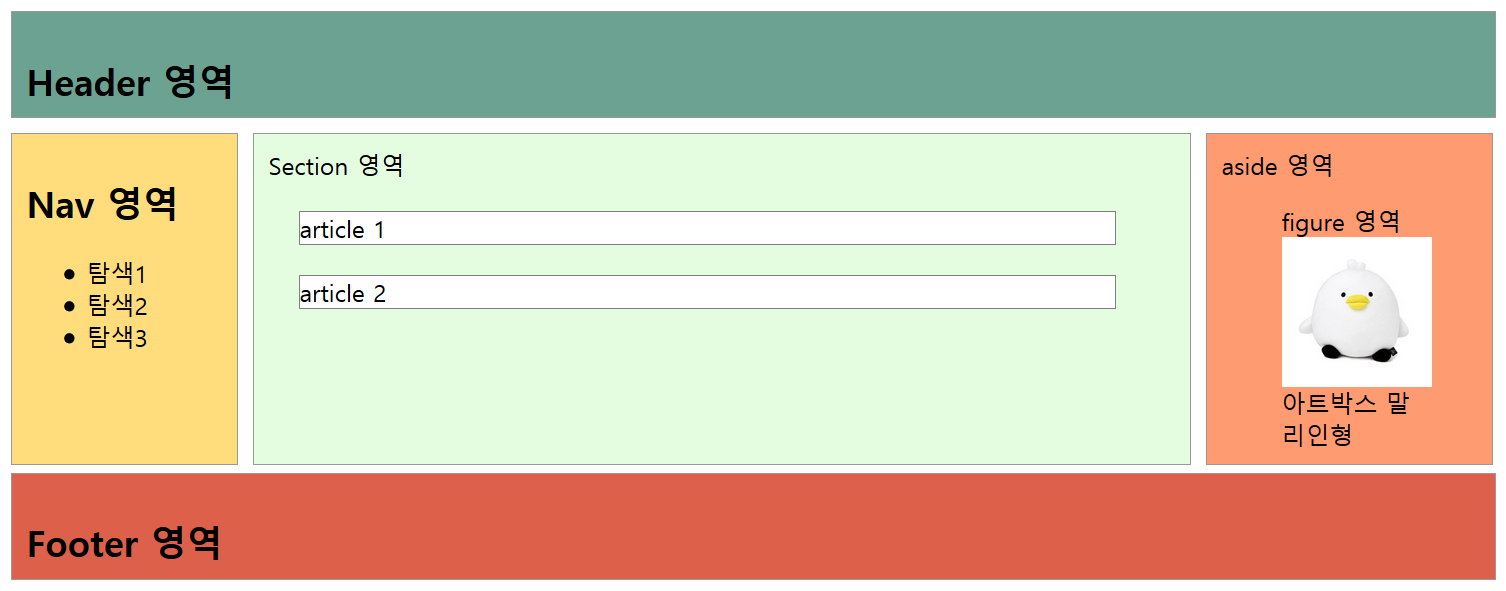 Header 영역
Nav 영역
탐색1
탐색2
탐색3
Section 영역
article 1
article 2
aside 영역
figure 영역
아트박스 말
리인형
Footer 영역